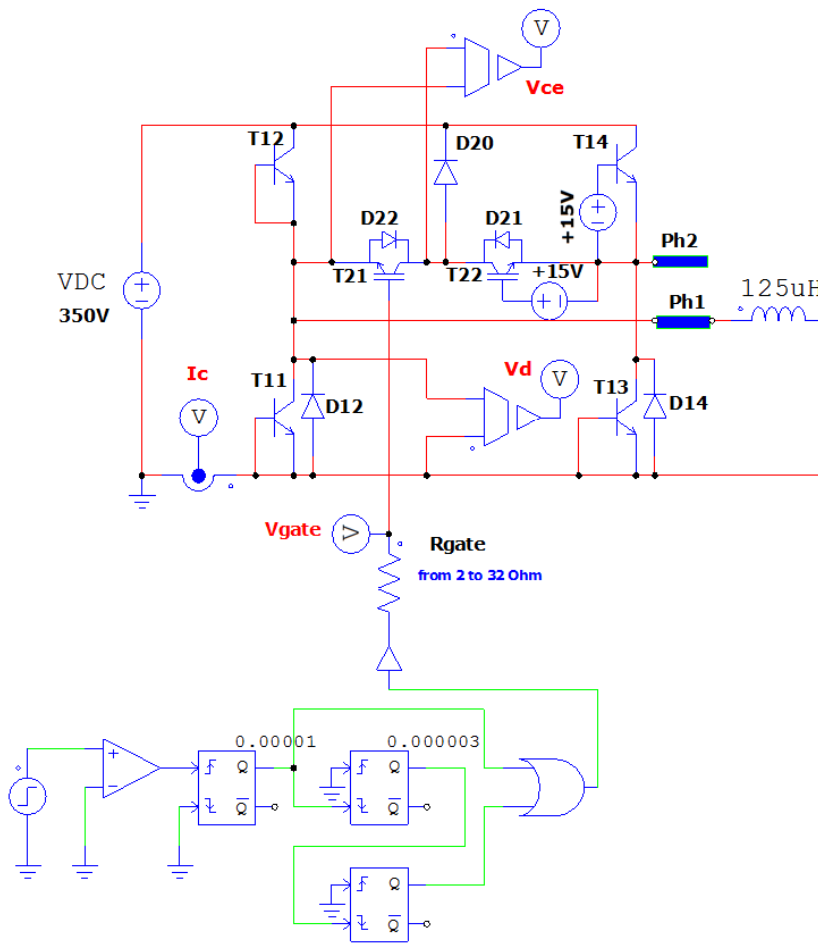 V
Vce
T12
D20
T14
+15V
D22
D21
Ph2
T21
T22
+15V
VDC
350V
Ph1
125uH
Ic
V
T11
D12
Vd
V
T13
D14
Vgate
V
Rgate
from 2 to 32 Ohm
0.00001
0.000003
Q
Q
Q
Q
Q
Q